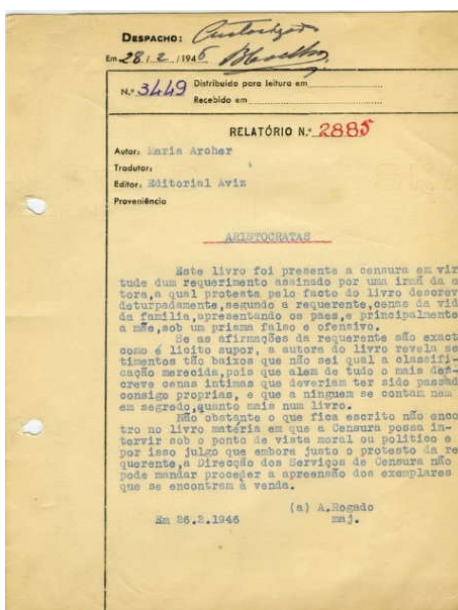 DESPACHO: Autorizado
Em 28 / 2 / 1946
N.º 3449 Distribuido para leitura em
Recebido em
RELATÓRIO N.º 2885
Autor: Maria Archer
Tradutor:
Editor: Editorial Aviz
Proveniência
ARISTOCRATAS
Este livro foi presente a censura em vir
tude dum requerimento assinado por uma irmã da a
tora,a qual protesta pelo facto do livro descrev
deturpadamente,segundo a requerente,cenas da vid
da familia,apresentando os paes,e principalmente
a mãe,sob um prisma falso e ofensivo.
Se as afirmações da requerente são exact
como é licito supor, a autora do livro revela se
timentos tão baixos que não sei qual a classifi-
cação merecida,pois que alem de tudo o mais des-
creve cenas intimas que deveriam ter sido passad
consigo proprias, e que a ninguem se contam nem
em segredo,quanto mais num livro.
Não obstante o que fica escrito não enco
tro no livro matéria em que a Censura possa in-
tervir sob o ponto de vista moral ou politico e
por isso julgo que embora justo o protesto da re
querente,a Direcção dos Serviços de Censura não
pode mandar proceder a apreensão dos exemplares
que se encontram à venda.
(a) A.Rogado
Em 26.2.1946 maj.